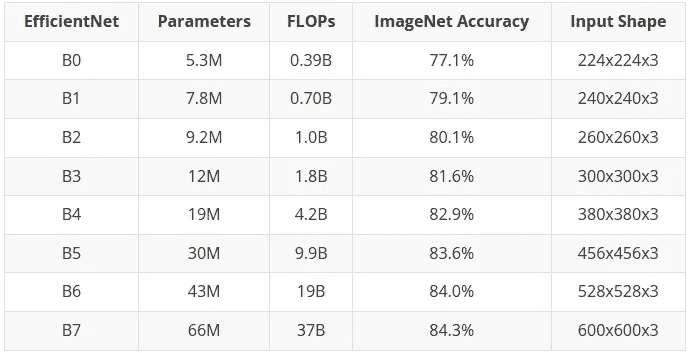 EfficientNet Parameters FLOPs ImageNet Accuracy Input Shape
B0 5.3M 0.39B 77.1% 224x224x3
B1 7.8M 0.70B 79.1% 240x240x3
B2 9.2M 1.0B 80.1% 260x260x3
B3 12M 1.8B 81.6% 300x300x3
B4 19M 4.2B 82.9% 380x380x3
B5 30M 9.9B 83.6% 456x456x3
B6 43M 19B 84.0% 528x528x3
B7 66M 37B 84.3% 600x600x3